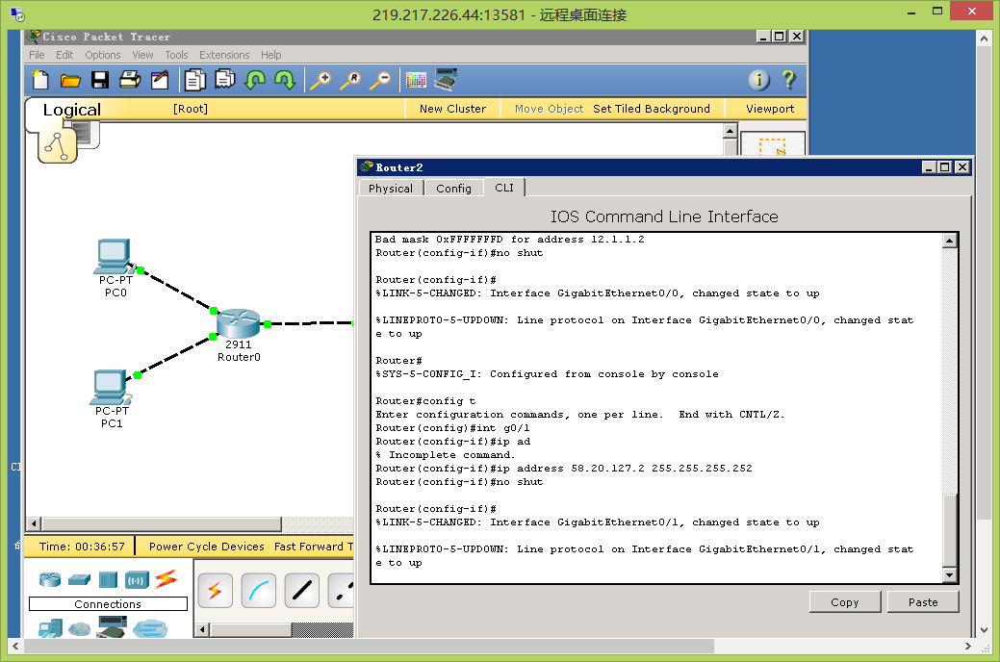 219.217.226.44:13581 - 远程桌面连接
Cisco Packet Tracer
File Edit Options View Tools Extensions Help
Logical
[Root]
New Cluster
Move Object
Set Tiled Background
Viewport
PC-PT
PC0
2911
Router0
PC-PT
PC1
Time: 00:36:57
Power Cycle Devices
Fast Forward T
Connections
Router2
Physical
Config
CLI
IOS Command Line Interface
Bad mask 0xFFFFFFFD for address 12.1.1.2
Router(config-if)#no shut
Router(config-if)#
%LINK-5-CHANGED: Interface GigabitEthernet0/0, changed state to up
%LINEPROTO-5-UPDOWN: Line protocol on Interface GigabitEthernet0/0, changed stat
e to up
Router#
%SYS-5-CONFIG_I: Configured from console by console
Router#config t
Enter configuration commands, one per line.  End with CNTL/Z.
Router(config)#int g0/1
Router(config-if)#ip ad
% Incomplete command.
Router(config-if)#ip address 58.20.127.2 255.255.255.252
Router(config-if)#no shut
Router(config-if)#
%LINK-5-CHANGED: Interface GigabitEthernet0/1, changed state to up
%LINEPROTO-5-UPDOWN: Line protocol on Interface GigabitEthernet0/1, changed stat
e to up
Copy
Paste